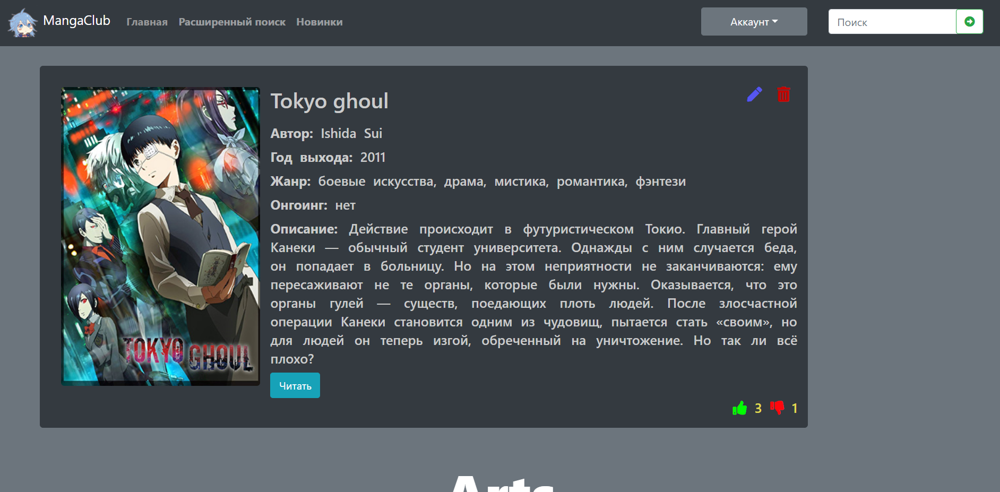 MangaClub Главная Расширенный поиск Новинки Аккаунт Поиск
Tokyo ghoul
Автор: Ishida Sui
Год выхода: 2011
Жанр: боевые искусства, драма, мистика, романтика, фэнтези
Онгоинг: нет
Описание: Действие происходит в футуристическом Токио. Главный герой
Канеки — обычный студент университета. Однажды с ним случается беда,
он попадает в больницу. Но на этом неприятности не заканчиваются: ему
пересаживают не те органы, которые были нужны. Оказывается, что это
органы гулей — существ, поедающих плоть людей. После злосчастной
операции Канеки становится одним из чудовищ, пытается стать «своим», но
для людей он теперь изгой, обреченный на уничтожение. Но так ли всё
плохо?
TOKYO GHOUL
Читать
3 1
Arts